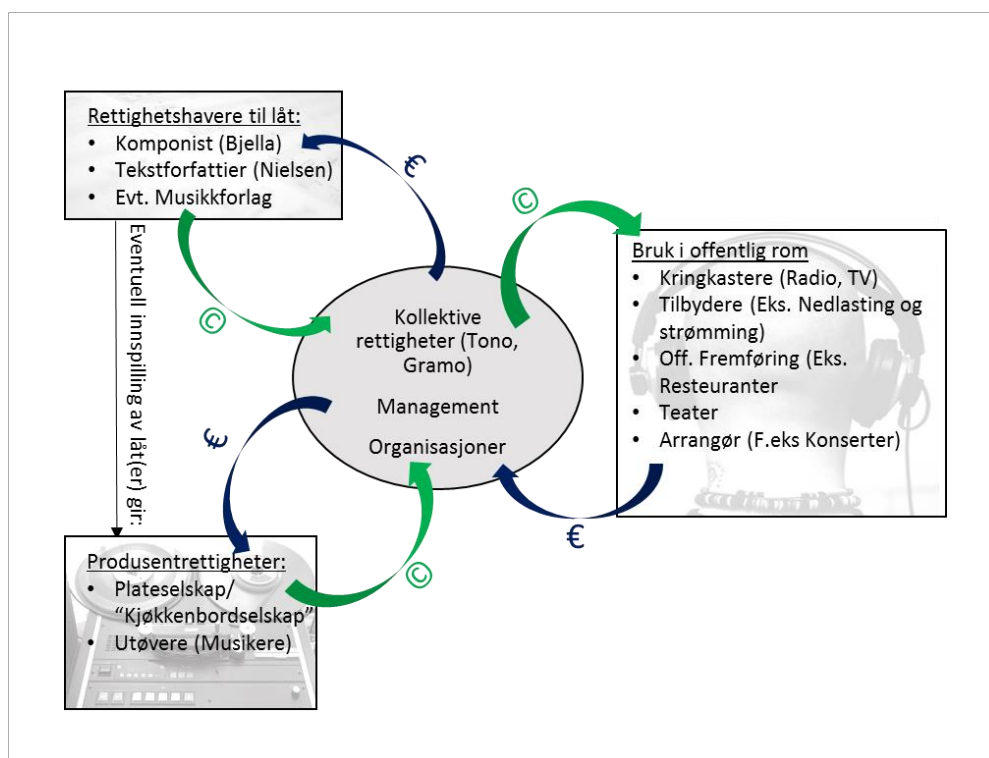 Rettighetshavere til låt:
• Komponist (Bjella)
• Tekstforfattier (Nielsen)
• Evt. Musikkforlag
€
©
©
Eventuell innspilling av låt(er) gir:
Kollektive
rettigheter (Tono,
Gramo)
Management
Organisasjoner
Bruk i offentlig rom
• Kringkastere (Radio, TV)
• Tilbydere (Eks. Nedlasting og
strømming)
• Off. Fremføring (Eks.
Resteuranter
• Teater
• Arrangør (F.eks Konserter)
€
€
©
Produsentrettigheter:
• Plateselskap/
“Kjøkkenbordselskap”
• Utøvere (Musikere)